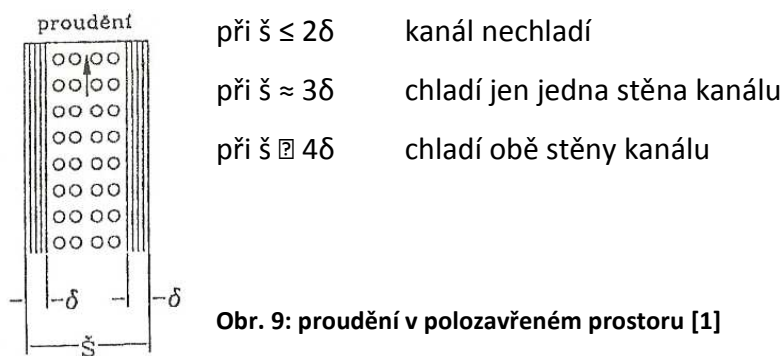 proudění
při š ≤ 2δ kanál nechladí
při š ≈ 3δ chladí jen jedna stěna kanálu
při š ⍰ 4δ chladí obě stěny kanálu
δ δ
Š
Obr. 9: proudění v polozavřeném prostoru [1]